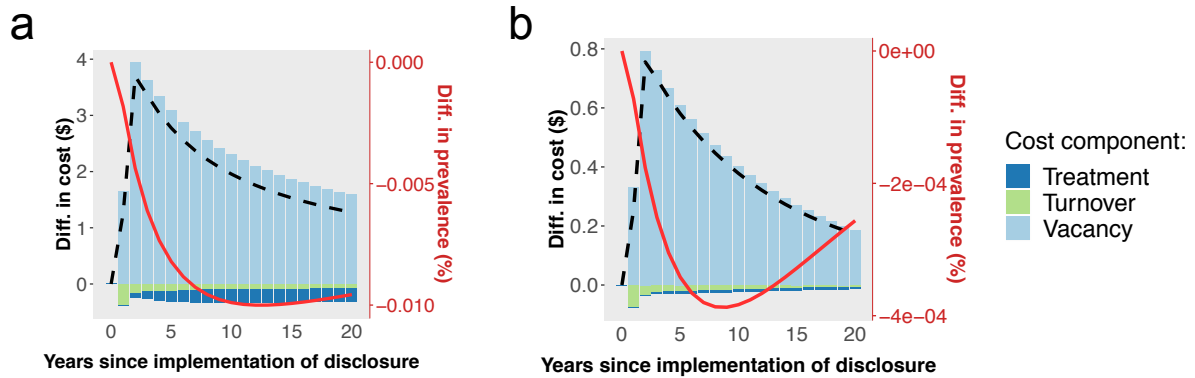 a
4
3
2
1
0
Diff. in cost ($)
0.000
−0.005
−0.010
Diff. in prevalence (%)
0 5 10 15 20
Years since implementation of disclosure
b
0.8
0.6
0.4
0.2
0.0
Diff. in cost ($)
0e+00
−2e−04
−4e−04
Diff. in prevalence (%)
0 5 10 15 20
Years since implementation of disclosure
Cost component:
Treatment
Turnover
Vacancy